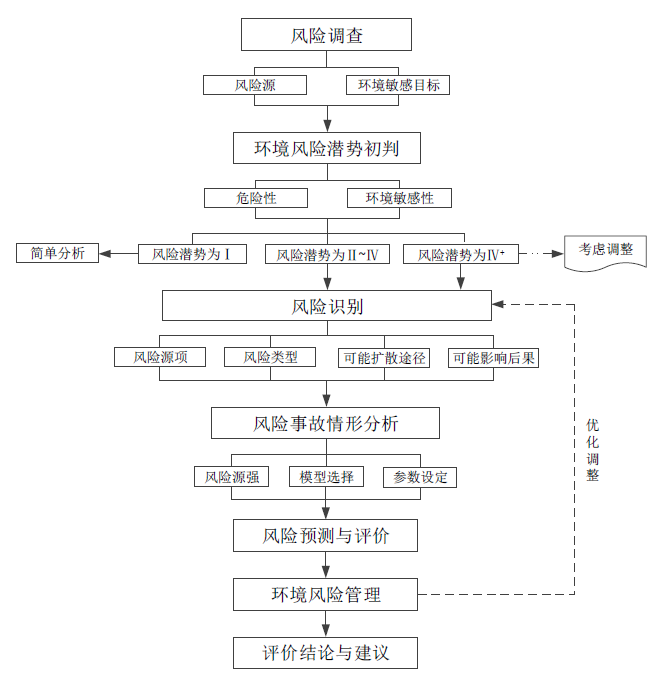 风险调查
风险源
环境敏感目标
环境风险潜势初判
危险性
环境敏感性
简单分析
风险潜势为Ⅰ
风险潜势为Ⅱ~Ⅳ
风险潜势为Ⅳ⁺
考虑调整
风险识别
风险源项
风险类型
可能扩散途径
可能影响后果
风险事故情形分析
优化调整
风险源强
模型选择
参数设定
风险预测与评价
环境风险管理
评价结论与建议